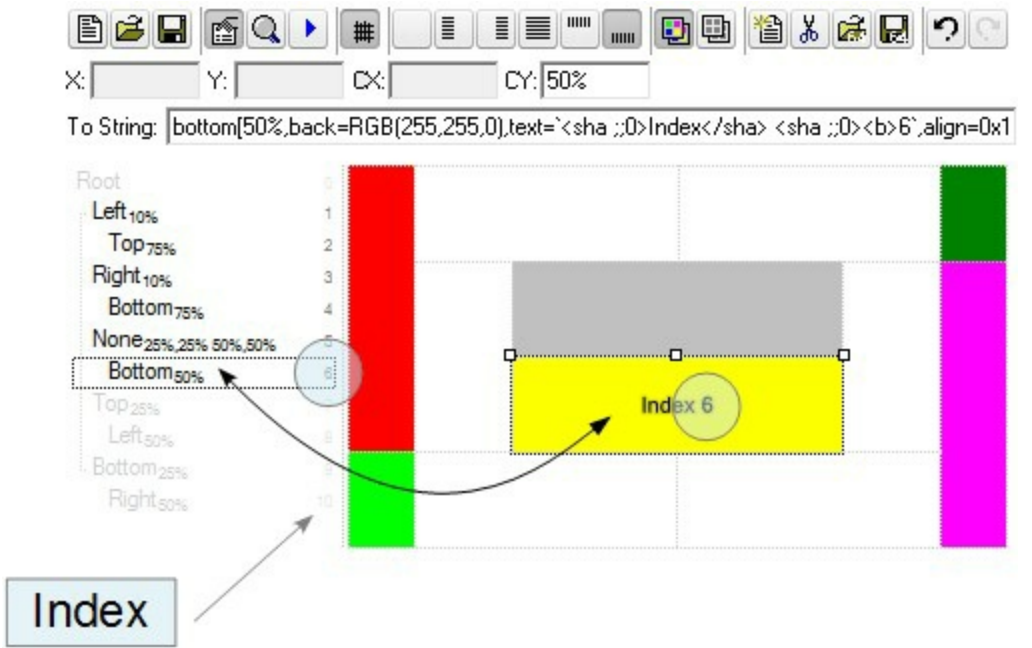 X: Y: CX: CY: 50%
To String: bottom[50%,back=RGB(255,255,0),text=`<sha ;;0>Index</sha> <sha ;;0><b>6`,align=0x1
Root 0
Left10% 1
Top75% 2
Right10% 3
Bottom75% 4
None25%,25% 50%,50% 5
Bottom50% 6
Top25%
Left50% 8
Bottom25% 9
Right50% 10
Index 6
Index